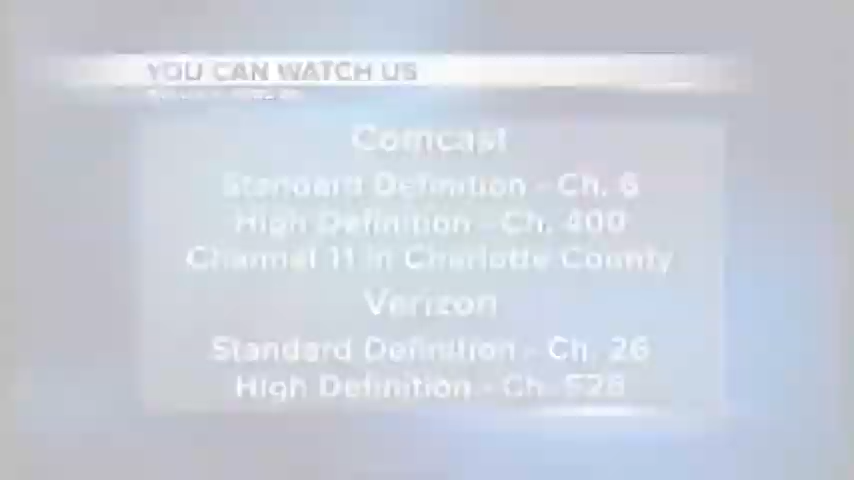 YOU CAN WATCH US
Comcast
Standard Definition - Ch. 6
High Definition - Ch. 400
Channel 11 in Charlotte County
Verizon
Standard Definition - Ch. 26
High Definition - Ch. 526